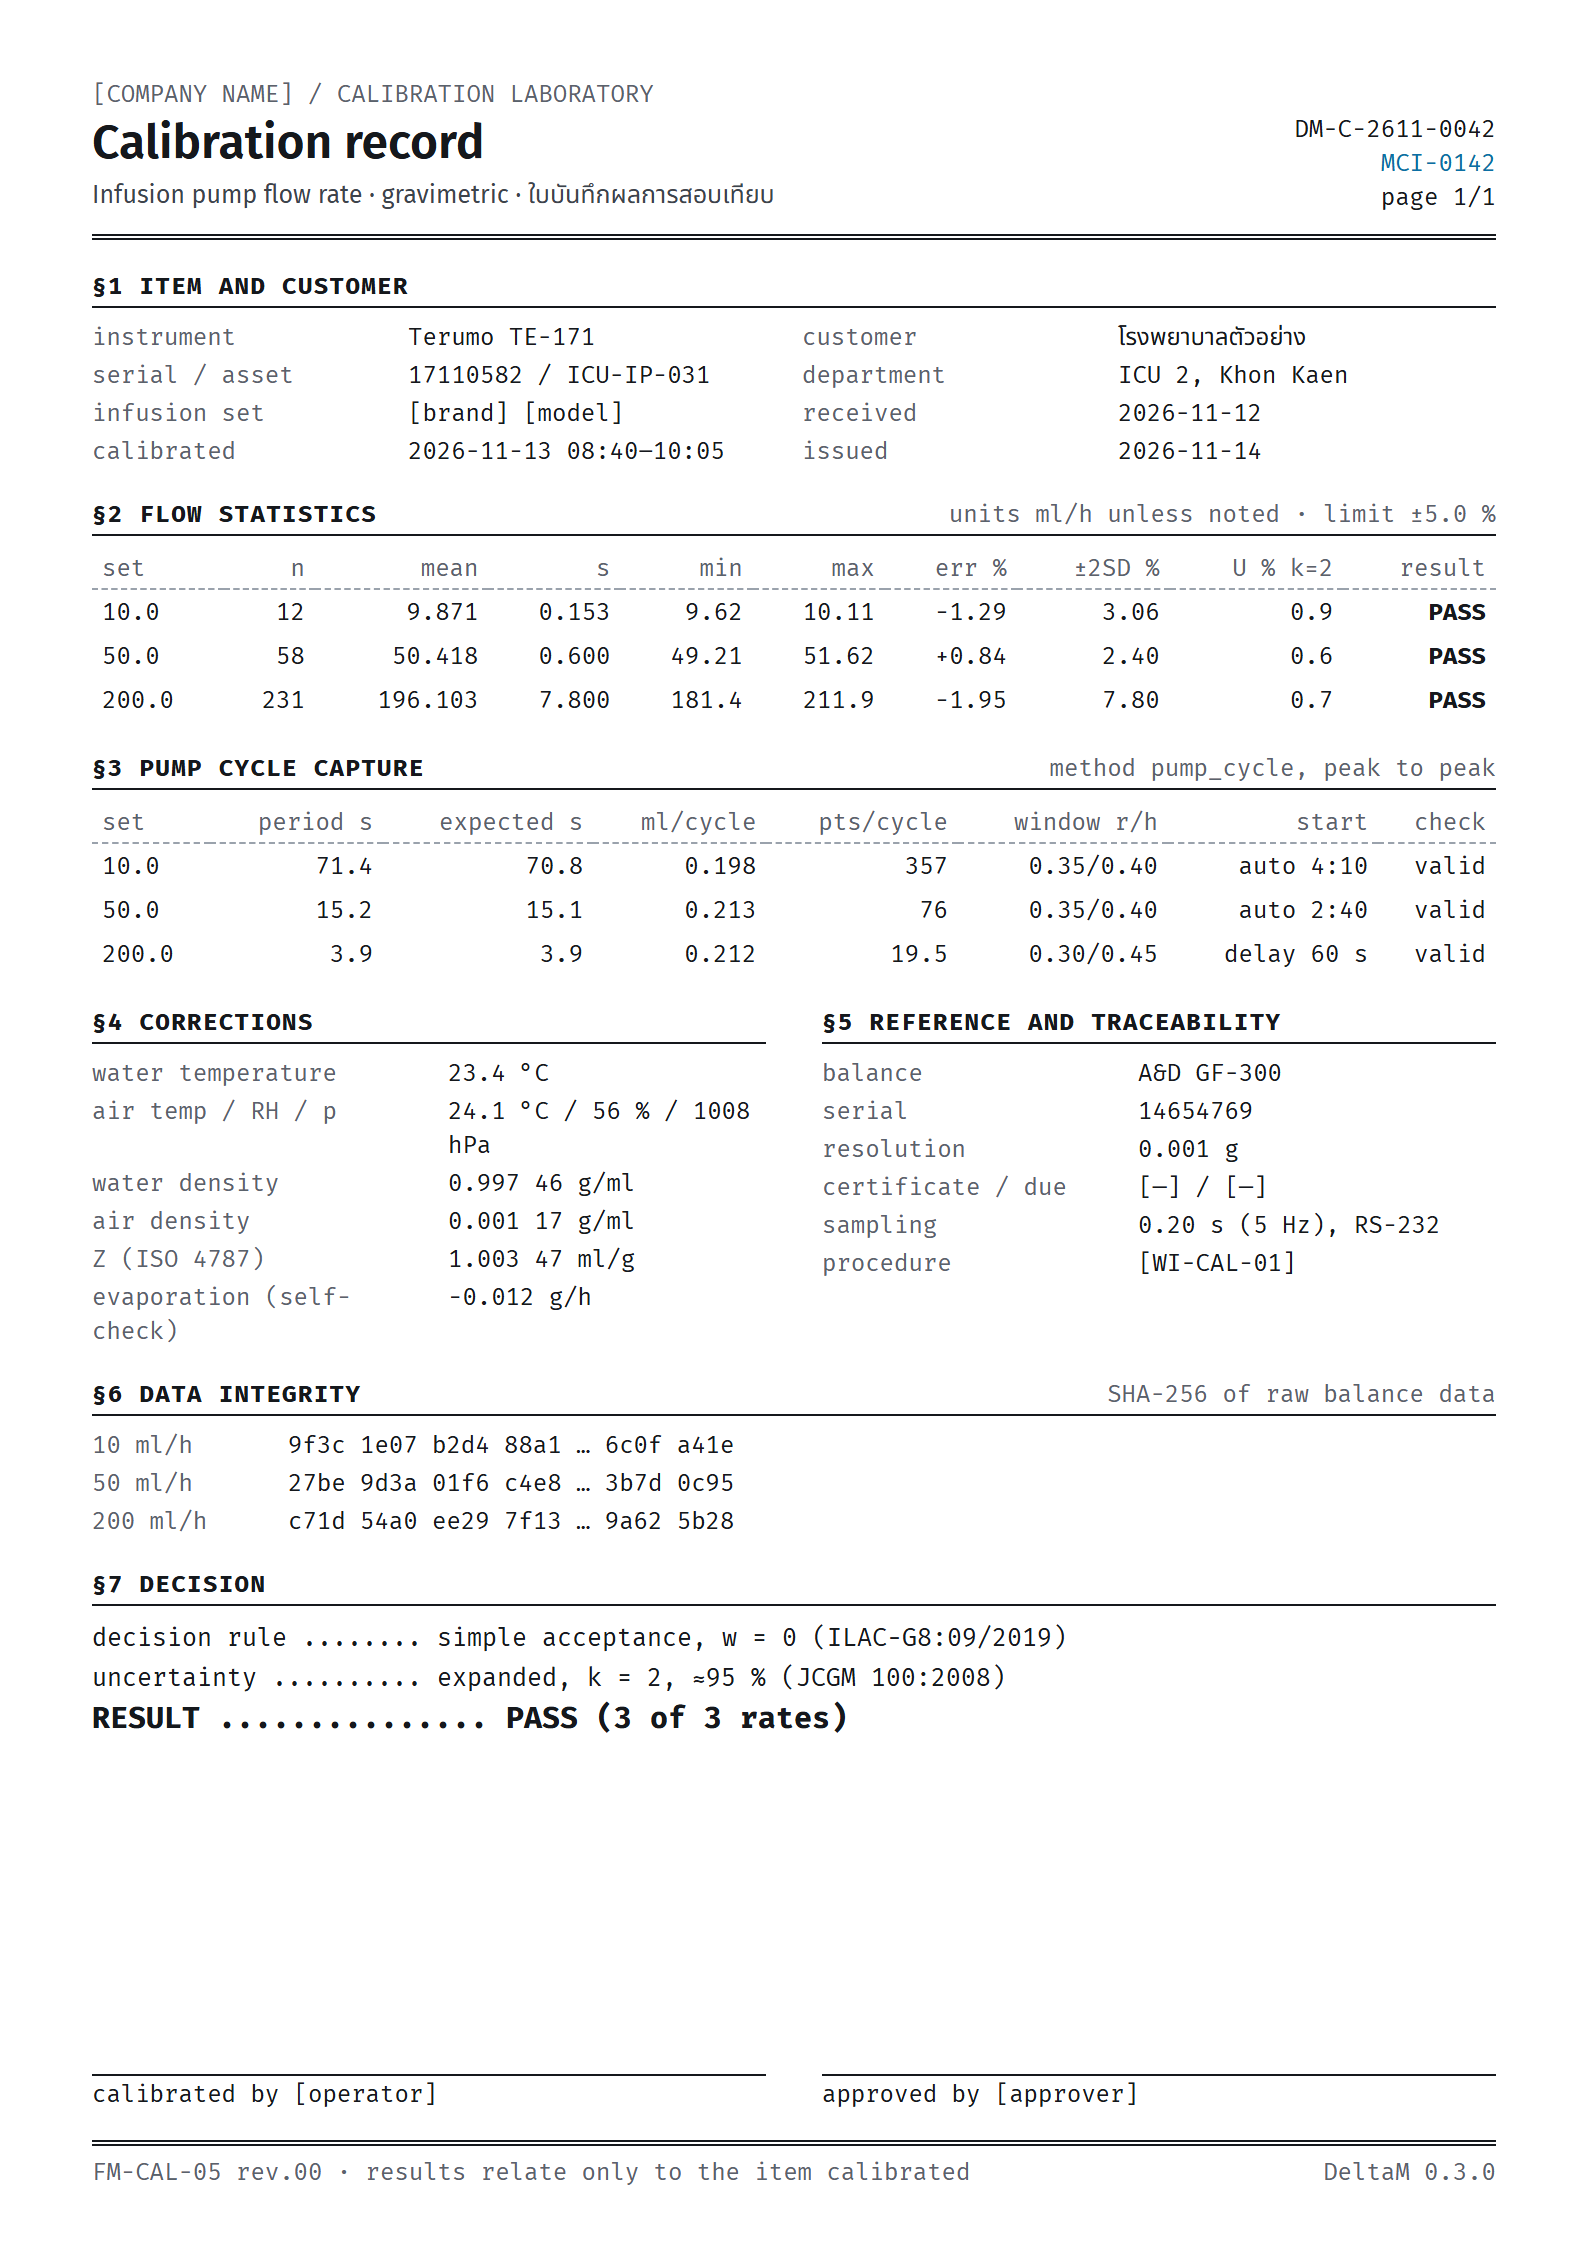 [COMPANY NAME] / CALIBRATION LABORATORY
Calibration record
Infusion pump flow rate · gravimetric · ใบบันทึกผลการสอบเทียบ
DM-C-2611-0042
MCI-0142
page 1/1
§1 ITEM AND CUSTOMER
instrument Terumo TE-171 customer โรงพยาบาลตัวอย่าง
serial / asset 17110582 / ICU-IP-031 department ICU 2, Khon Kaen
infusion set [brand] [model] received 2026-11-12
calibrated 2026-11-13 08:40–10:05 issued 2026-11-14
§2 FLOW STATISTICS units ml/h unless noted · limit ±5.0 %
set n mean s min max err % ±2SD % U % k=2 result
10.0 12 9.871 0.153 9.62 10.11 -1.29 3.06 0.9 PASS
50.0 58 50.418 0.600 49.21 51.62 +0.84 2.40 0.6 PASS
200.0 231 196.103 7.800 181.4 211.9 -1.95 7.80 0.7 PASS
§3 PUMP CYCLE CAPTURE method pump_cycle, peak to peak
set period s expected s ml/cycle pts/cycle window r/h start check
10.0 71.4 70.8 0.198 357 0.35/0.40 auto 4:10 valid
50.0 15.2 15.1 0.213 76 0.35/0.40 auto 2:40 valid
200.0 3.9 3.9 0.212 19.5 0.30/0.45 delay 60 s valid
§4 CORRECTIONS
water temperature 23.4 °C
air temp / RH / p 24.1 °C / 56 % / 1008
hPa
water density 0.997 46 g/ml
air density 0.001 17 g/ml
Z (ISO 4787) 1.003 47 ml/g
evaporation (self- -0.012 g/h
check)
§5 REFERENCE AND TRACEABILITY
balance A&D GF-300
serial 14654769
resolution 0.001 g
certificate / due [—] / [—]
sampling 0.20 s (5 Hz), RS-232
procedure [WI-CAL-01]
§6 DATA INTEGRITY SHA-256 of raw balance data
10 ml/h 9f3c 1e07 b2d4 88a1 … 6c0f a41e
50 ml/h 27be 9d3a 01f6 c4e8 … 3b7d 0c95
200 ml/h c71d 54a0 ee29 7f13 … 9a62 5b28
§7 DECISION
decision rule ........ simple acceptance, w = 0 (ILAC-G8:09/2019)
uncertainty .......... expanded, k = 2, ≈95 % (JCGM 100:2008)
RESULT ............... PASS (3 of 3 rates)
calibrated by [operator] approved by [approver]
FM-CAL-05 rev.00 · results relate only to the item calibrated DeltaM 0.3.0